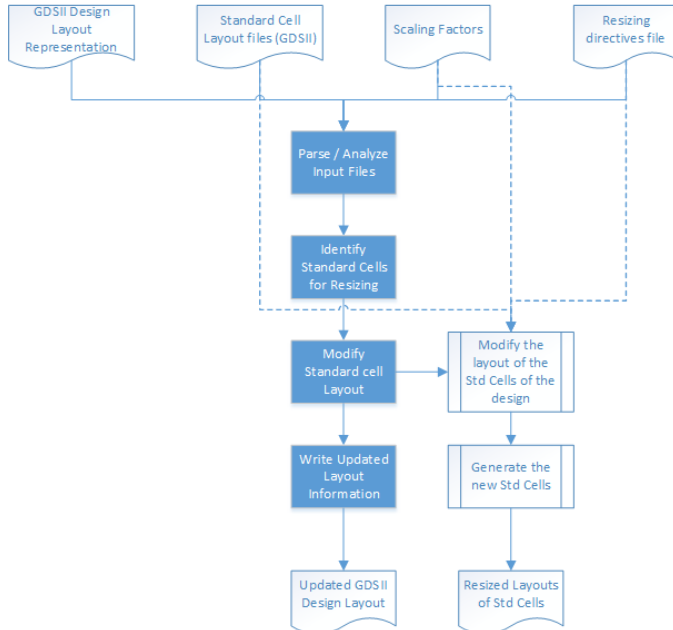 GDSII Design
Layout
Representation
Standard Cell
Layout files (GDSII)
Scaling Factors
Resizing
directives file
Parse / Analyze
Input Files
Identify
Standard Cells
for Resizing
Modify
Standard cell
Layout
Modify the
layout of the
Std Cells of the
design
Write Updated
Layout
Information
Generate the
new Std Cells
Updated GDSII
Design Layout
Resized Layouts
of Std Cells